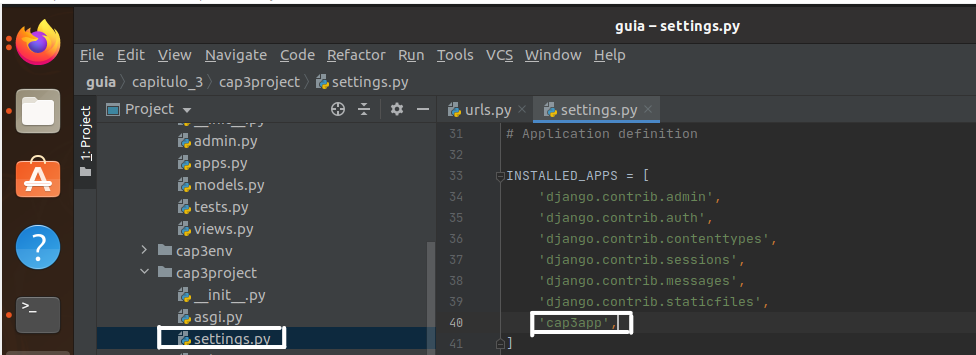 guia – settings.py
File Edit View Navigate Code Refactor Run Tools VCS Window Help
guia capitulo_3 cap3project settings.py
1: Project
Project
__init__.py
admin.py
apps.py
models.py
tests.py
views.py
cap3env
cap3project
__init__.py
asgi.py
settings.py
urls.py settings.py
31 # Application definition
32
33 INSTALLED_APPS = [
34 'django.contrib.admin',
35 'django.contrib.auth',
36 'django.contrib.contenttypes',
37 'django.contrib.sessions',
38 'django.contrib.messages',
39 'django.contrib.staticfiles',
40 'cap3app',
41 ]